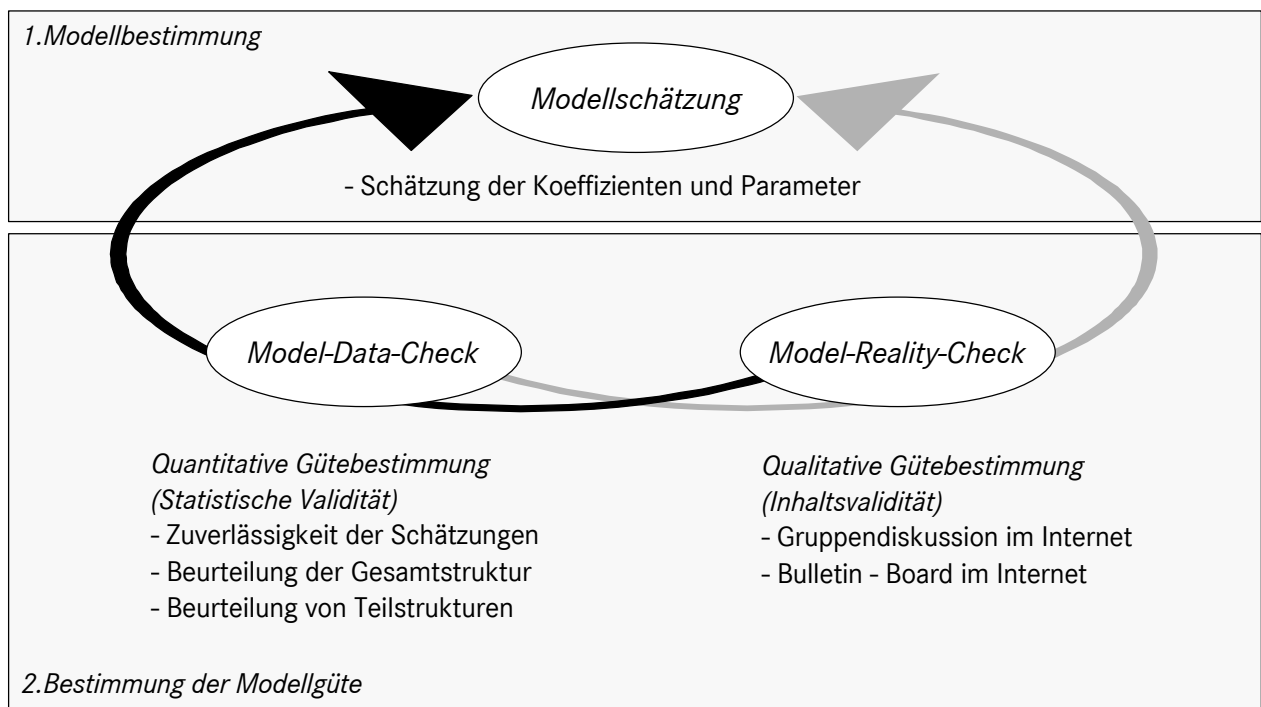 1.Modellbestimmung
Modellschätzung
- Schätzung der Koeffizienten und Parameter
Model-Data-Check
Model-Reality-Check
Quantitative Gütebestimmung
(Statistische Validität)
- Zuverlässigkeit der Schätzungen
- Beurteilung der Gesamtstruktur
- Beurteilung von Teilstrukturen
Qualitative Gütebestimmung
(Inhaltsvalidität)
- Gruppendiskussion im Internet
- Bulletin - Board im Internet
2.Bestimmung der Modellgüte